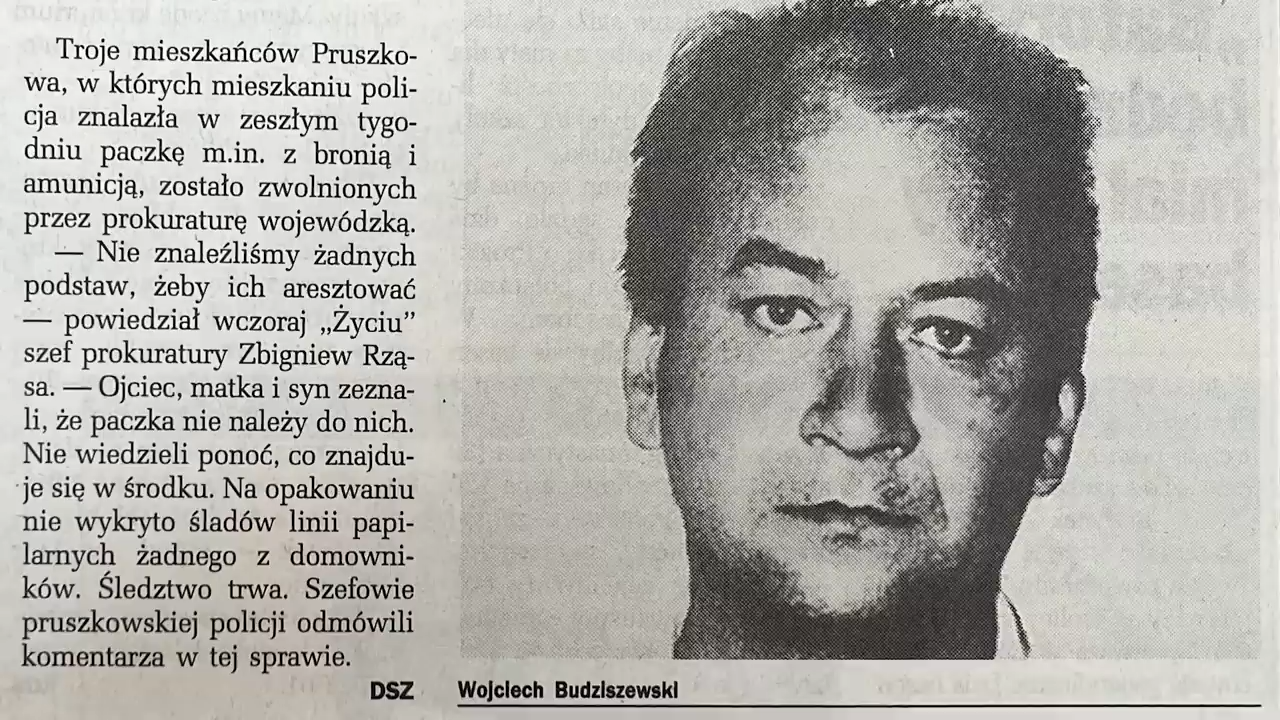 Troje mieszkańców Pruszko-
wa, w których mieszkaniu poli-
cja znalazła w zeszłym tygo-
dniu paczkę m.in. z bronią i
amunicją, zostało zwolnionych
przez prokuraturę wojewódzką.
— Nie znaleźliśmy żadnych
podstaw, żeby ich aresztować
— powiedział wczoraj „Życiu”
szef prokuratury Zbigniew Rzą-
sa. — Ojciec, matka i syn zezna-
li, że paczka nie należy do nich.
Nie wiedzieli ponoć, co znajdu-
je się w środku. Na opakowaniu
nie wykryto śladów linii papi-
larnych żadnego z domowni-
ków. Śledztwo trwa. Szefowie
pruszkowskiej policji odmówili
komentarza w tej sprawie.
DSZ
Wojciech Budziszewski